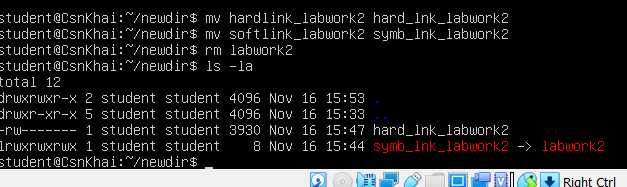 student@CsnKhai:~/newdir$ mv hardlink_labwork2 hard_lnk_labwork2
student@CsnKhai:~/newdir$ mv softlink_labwork2 symb_lnk_labwork2
student@CsnKhai:~/newdir$ rm labwork2
student@CsnKhai:~/newdir$ ls -la
total 12
drwxrwxr-x 2 student student 4096 Nov 16 15:53 .
drwxr-xr-x 5 student student 4096 Nov 16 15:33 ..
-rw------- 1 student student 3930 Nov 16 15:47 hard_lnk_labwork2
lrwxrwxrwx 1 student student    8 Nov 16 15:44 symb_lnk_labwork2 -> labwork2
student@CsnKhai:~/newdir$ _
Right Ctrl